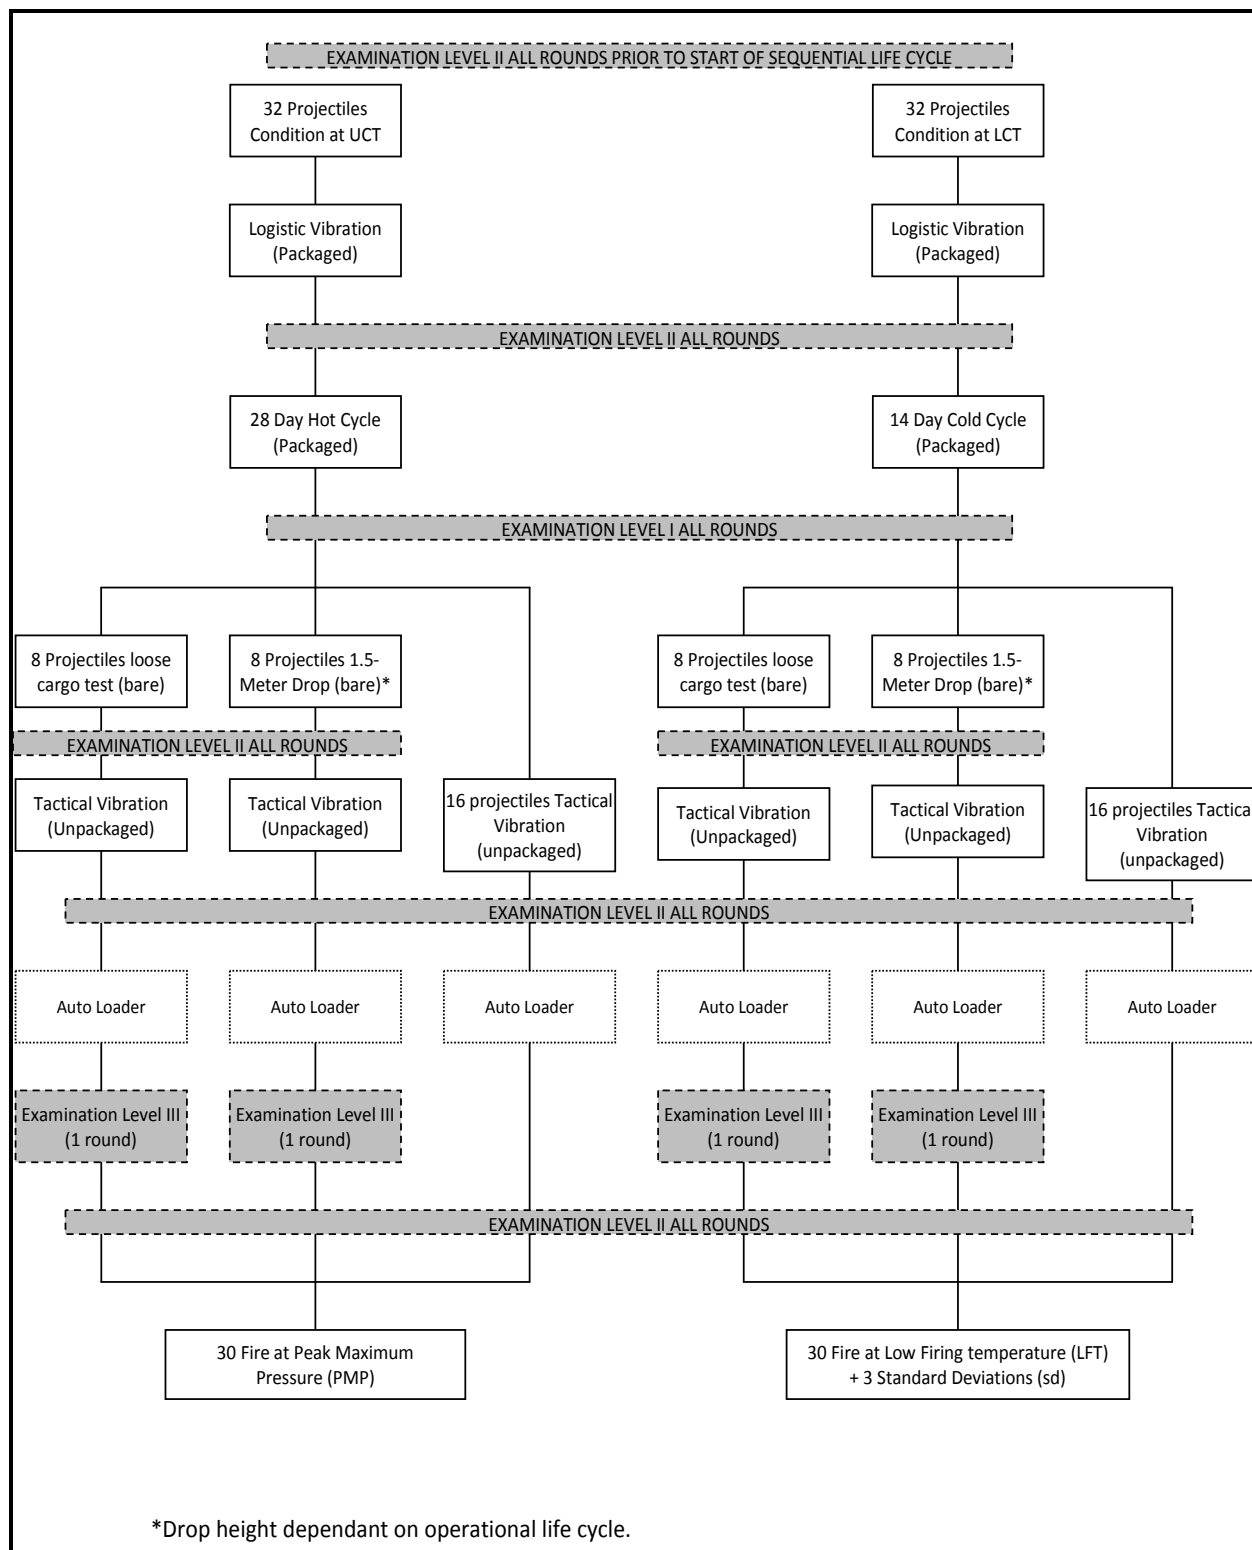 EXAMINATION LEVEL II ALL ROUNDS PRIOR TO START OF SEQUENTIAL LIFE CYCLE
32 Projectiles
Condition at UCT
32 Projectiles
Condition at LCT
Logistic Vibration
(Packaged)
Logistic Vibration
(Packaged)
EXAMINATION LEVEL II ALL ROUNDS
28 Day Hot Cycle
(Packaged)
14 Day Cold Cycle
(Packaged)
EXAMINATION LEVEL I ALL ROUNDS
8 Projectiles loose
cargo test (bare)
8 Projectiles 1.5-
Meter Drop (bare)*
8 Projectiles loose
cargo test (bare)
8 Projectiles 1.5-
Meter Drop (bare)*
EXAMINATION LEVEL II ALL ROUNDS
EXAMINATION LEVEL II ALL ROUNDS
Tactical Vibration
(Unpackaged)
Tactical Vibration
(Unpackaged)
16 projectiles Tactical
Vibration
(unpackaged)
Tactical Vibration
(Unpackaged)
Tactical Vibration
(Unpackaged)
16 projectiles Tactical
Vibration
(unpackaged)
EXAMINATION LEVEL II ALL ROUNDS
Auto Loader
Auto Loader
Auto Loader
Auto Loader
Auto Loader
Auto Loader
Examination Level III
(1 round)
Examination Level III
(1 round)
Examination Level III
(1 round)
Examination Level III
(1 round)
EXAMINATION LEVEL II ALL ROUNDS
30 Fire at Peak Maximum
Pressure (PMP)
30 Fire at Low Firing temperature (LFT)
+ 3 Standard Deviations (sd)
*Drop height dependant on operational life cycle.